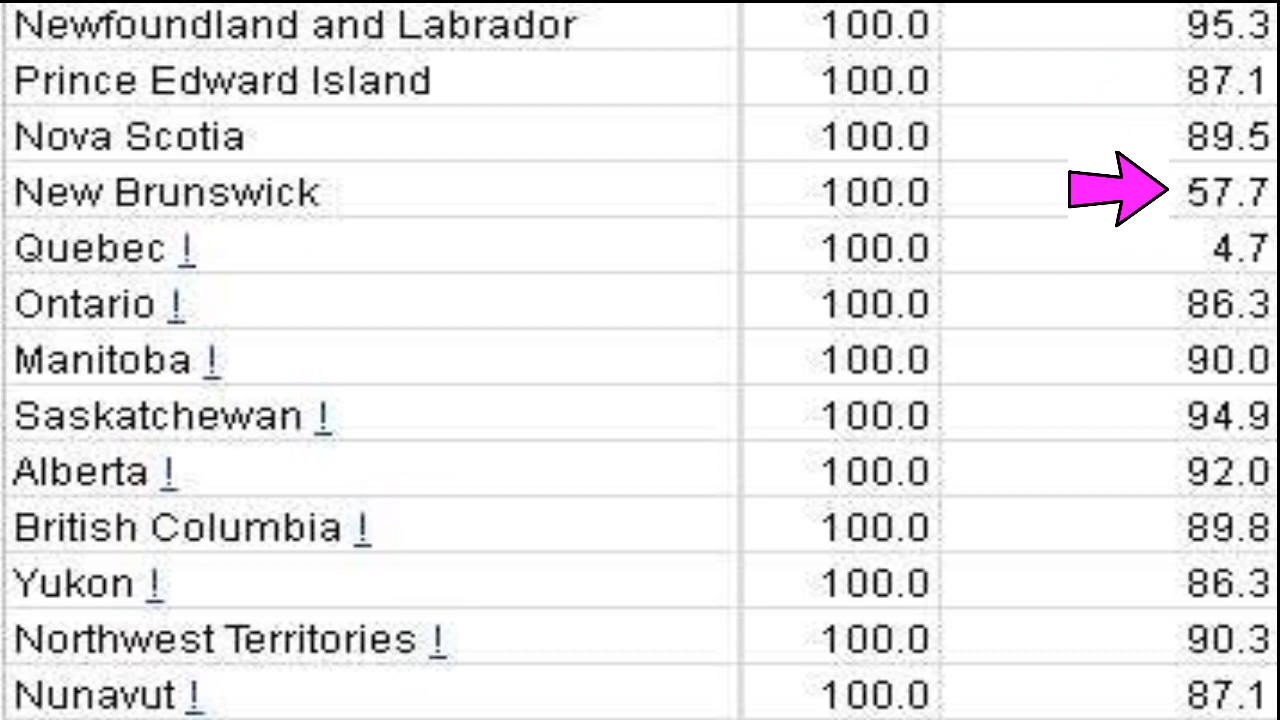 Newfoundland and Labrador 100.0 95.3
Prince Edward Island 100.0 87.1
Nova Scotia 100.0 89.5
New Brunswick 100.0 57.7
Quebec ! 100.0 4.7
Ontario ! 100.0 86.3
Manitoba ! 100.0 90.0
Saskatchewan ! 100.0 94.9
Alberta ! 100.0 92.0
British Columbia ! 100.0 89.8
Yukon ! 100.0 86.3
Northwest Territories ! 100.0 90.3
Nunavut ! 100.0 87.1